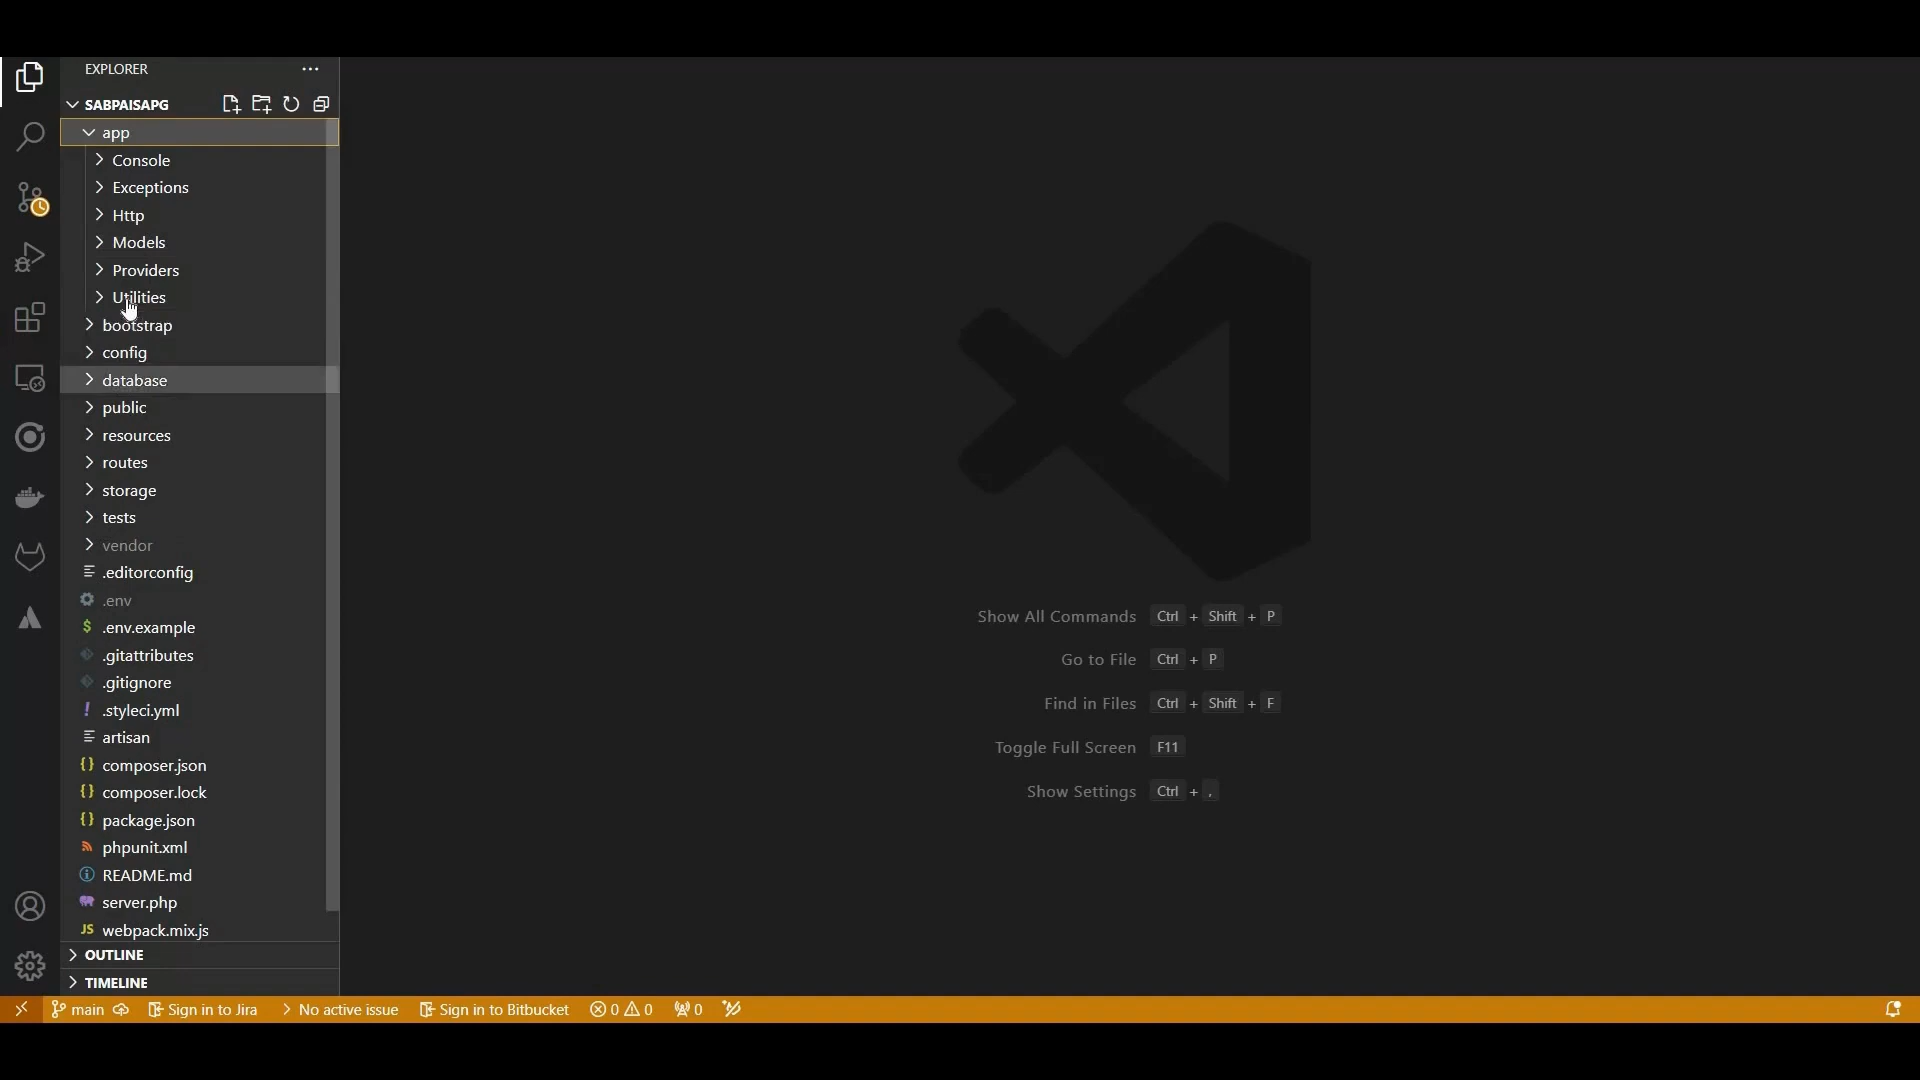 EXPLORER
SABPAISAPG
app
Console
Exceptions
Http
Models
Providers
Utilities
bootstrap
config
database
public
resources
routes
storage
tests
vendor
.editorconfig
.env
$ .env.example
.gitattributes
.gitignore
! .styleci.yml
artisan
{} composer.json
{} composer.lock
{} package.json
phpunit.xml
README.md
server.php
JS webpack.mix.js
OUTLINE
TIMELINE
Show All Commands Ctrl + Shift + P
Go to File Ctrl + P
Find in Files Ctrl + Shift + F
Toggle Full Screen F11
Show Settings Ctrl + ,
main Sign in to Jira No active issue Sign in to Bitbucket 0 0 0